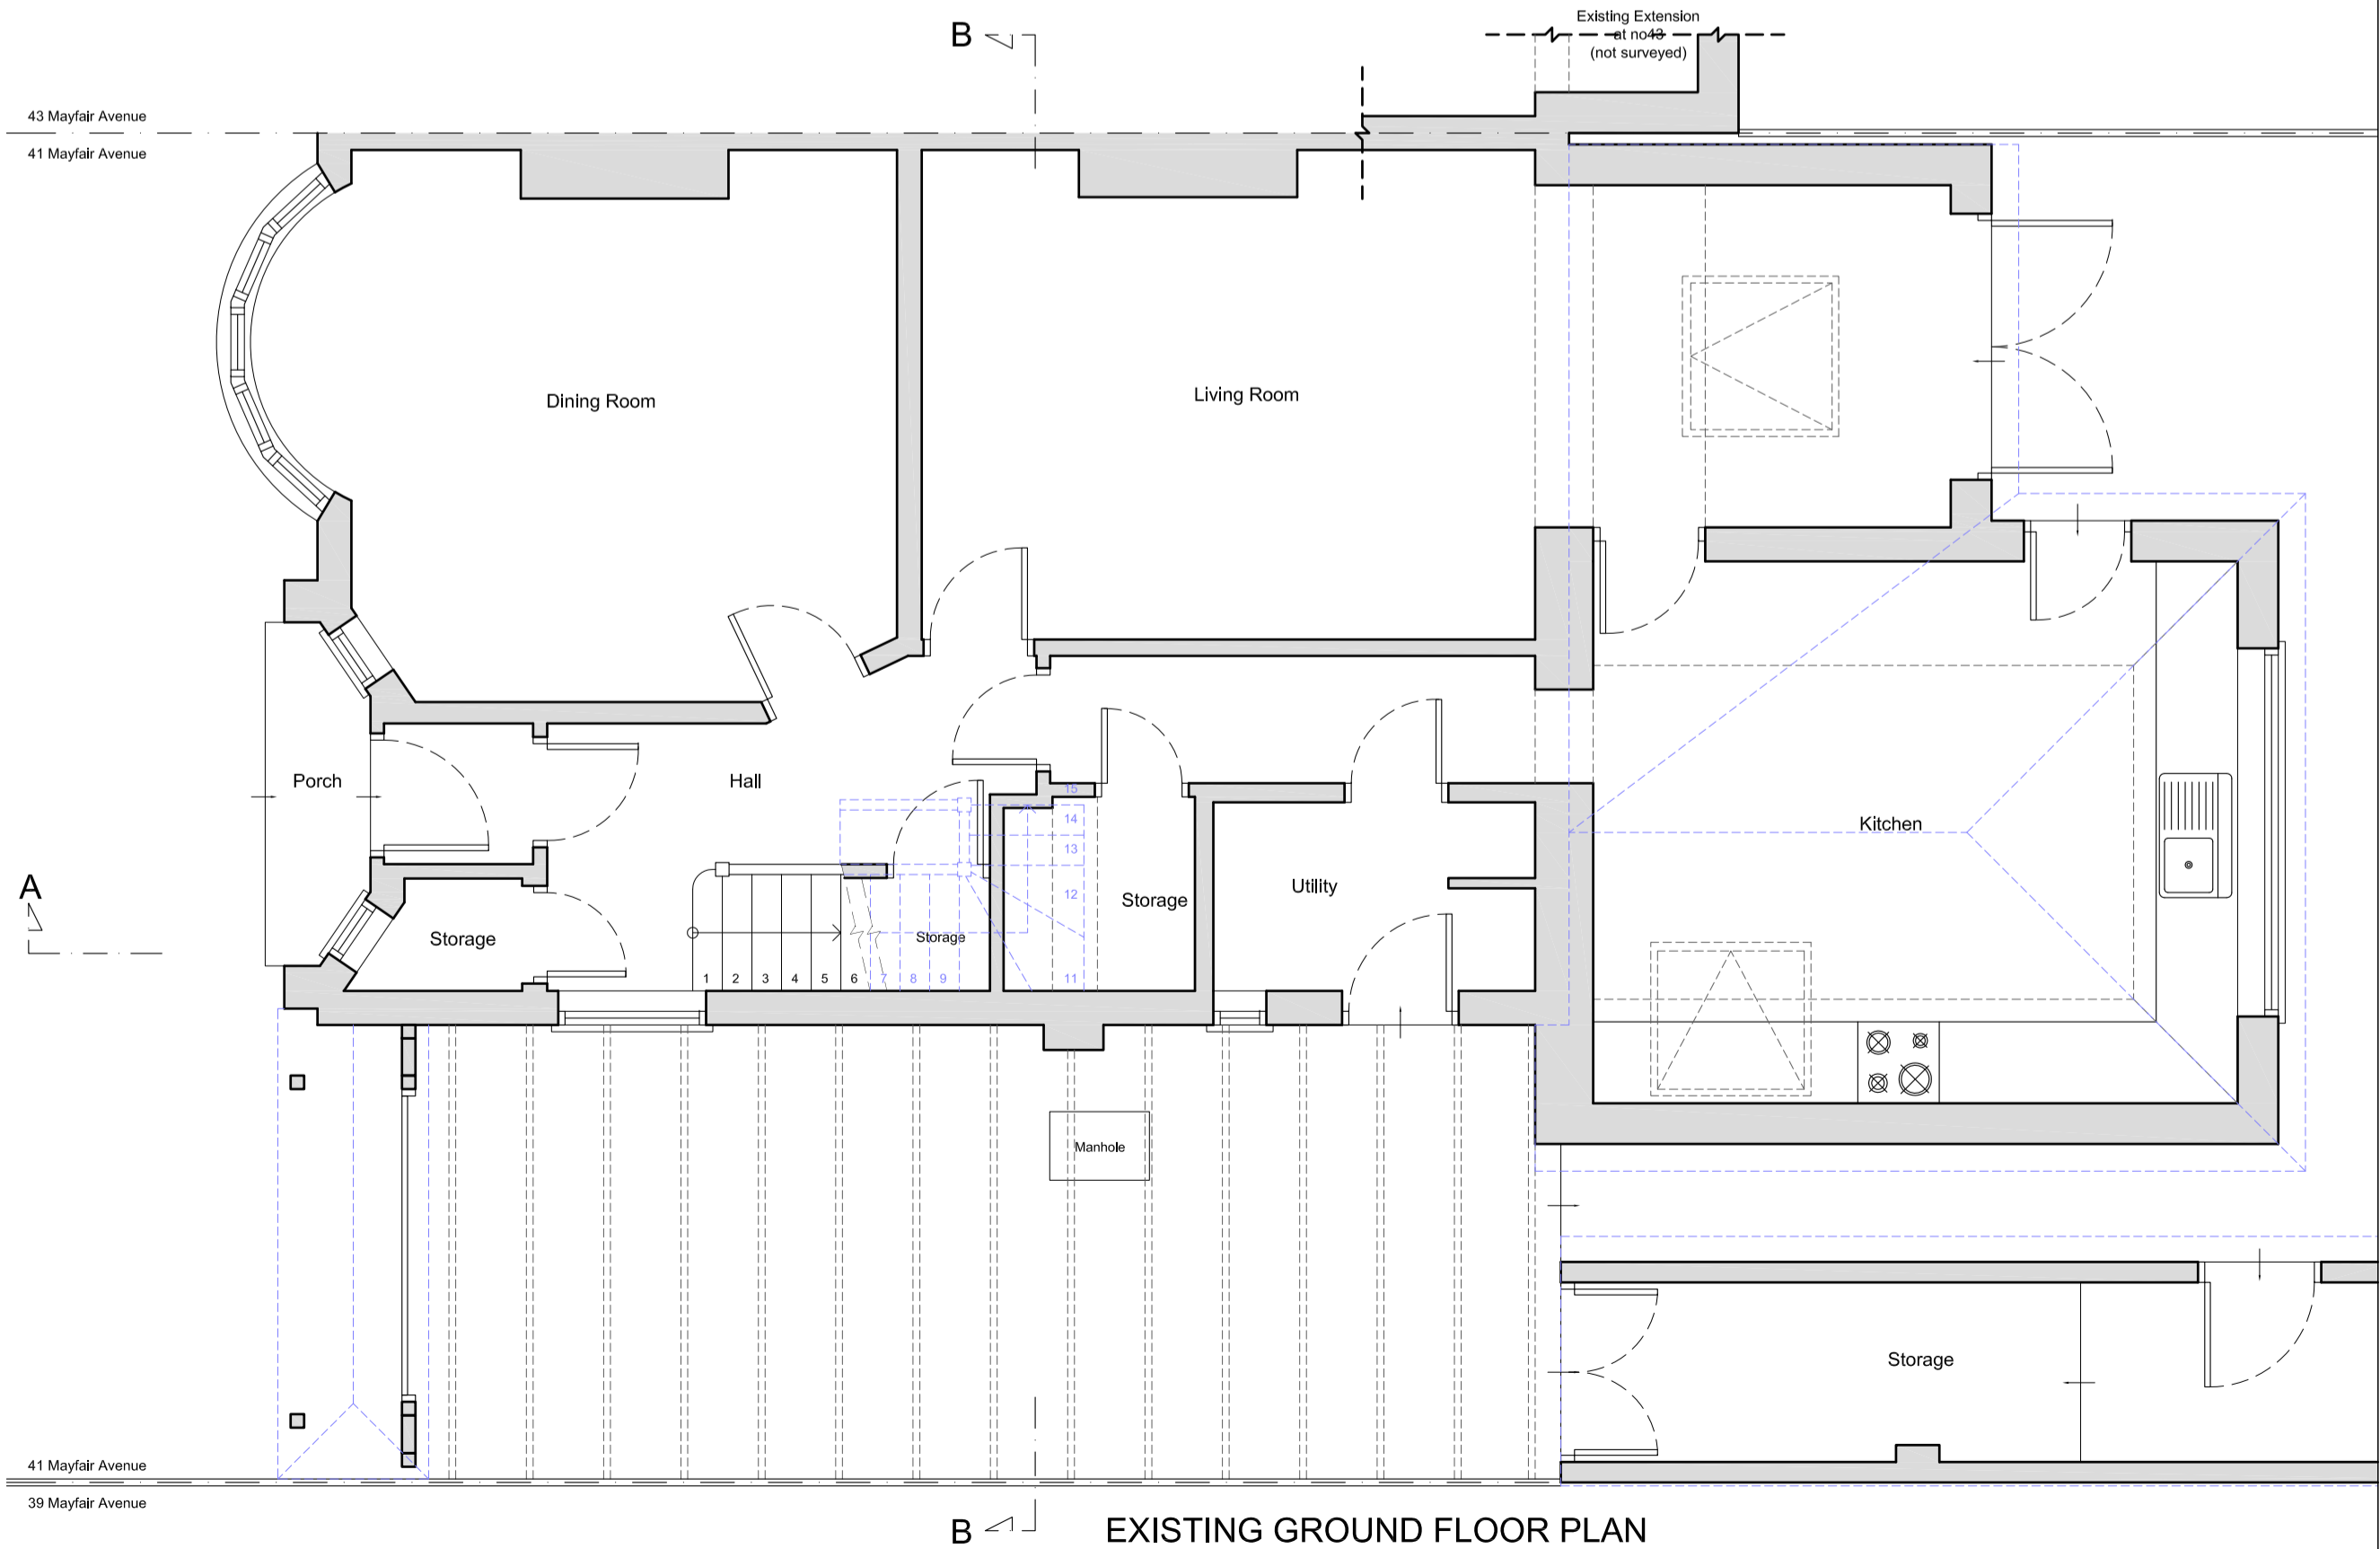 B
Existing Extension
at no43
(not surveyed)
43 Mayfair Avenue
41 Mayfair Avenue
Dining Room
Living Room
Porch
Hall
Kitchen
15
14
13
12
11
A
Storage
Storage
Storage
Utility
1 2 3 4 5 6 7 8 9
Manhole
Storage
41 Mayfair Avenue
39 Mayfair Avenue
B
EXISTING GROUND FLOOR PLAN